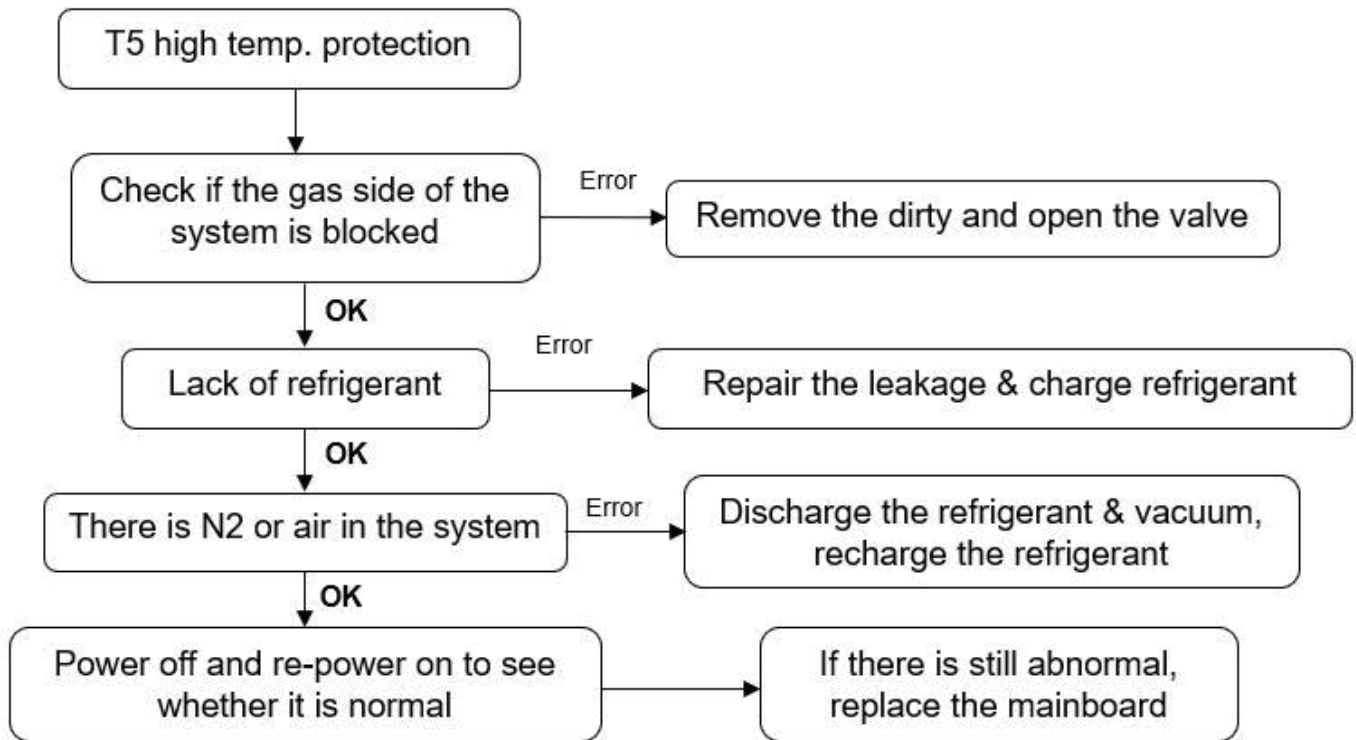 T5 high temp. protection
Check if the gas side of the
system is blocked
Error
Remove the dirty and open the valve
OK
Lack of refrigerant
Error
Repair the leakage & charge refrigerant
OK
There is N2 or air in the system
Error
Discharge the refrigerant & vacuum,
recharge the refrigerant
OK
Power off and re-power on to see
whether it is normal
If there is still abnormal,
replace the mainboard